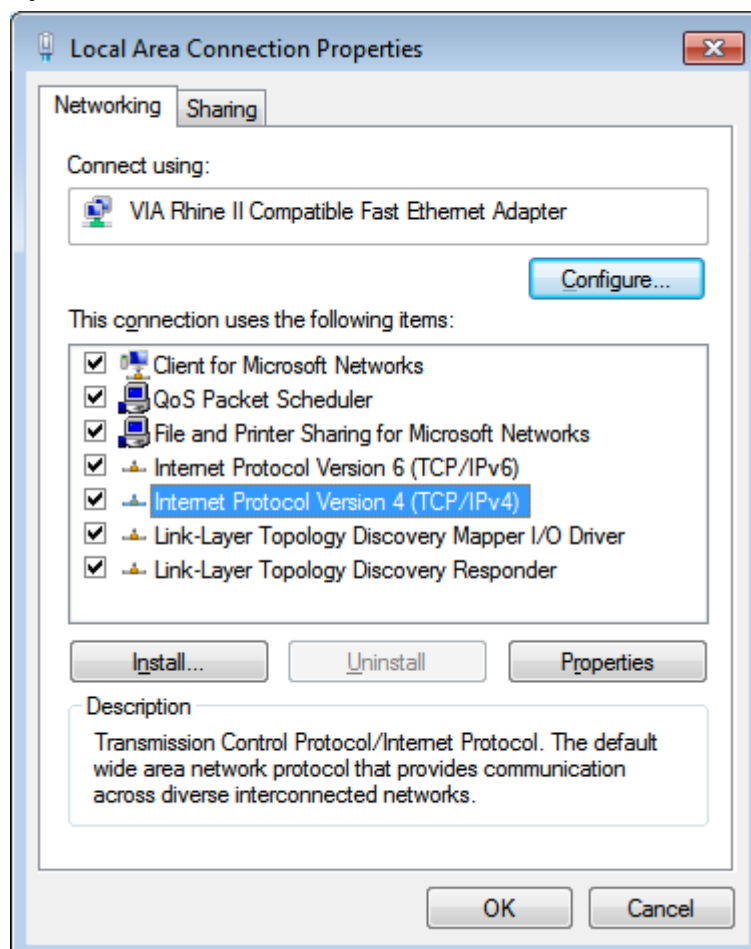 Local Area Connection Properties
Networking
Sharing
Connect using:
VIA Rhine II Compatible Fast Ethernet Adapter
Configure...
This connection uses the following items:
Client for Microsoft Networks
QoS Packet Scheduler
File and Printer Sharing for Microsoft Networks
Internet Protocol Version 6 (TCP/IPv6)
Internet Protocol Version 4 (TCP/IPv4)
Link-Layer Topology Discovery Mapper I/O Driver
Link-Layer Topology Discovery Responder
Install...
Uninstall
Properties
Description
Transmission Control Protocol/Internet Protocol. The default
wide area network protocol that provides communication
across diverse interconnected networks.
OK
Cancel